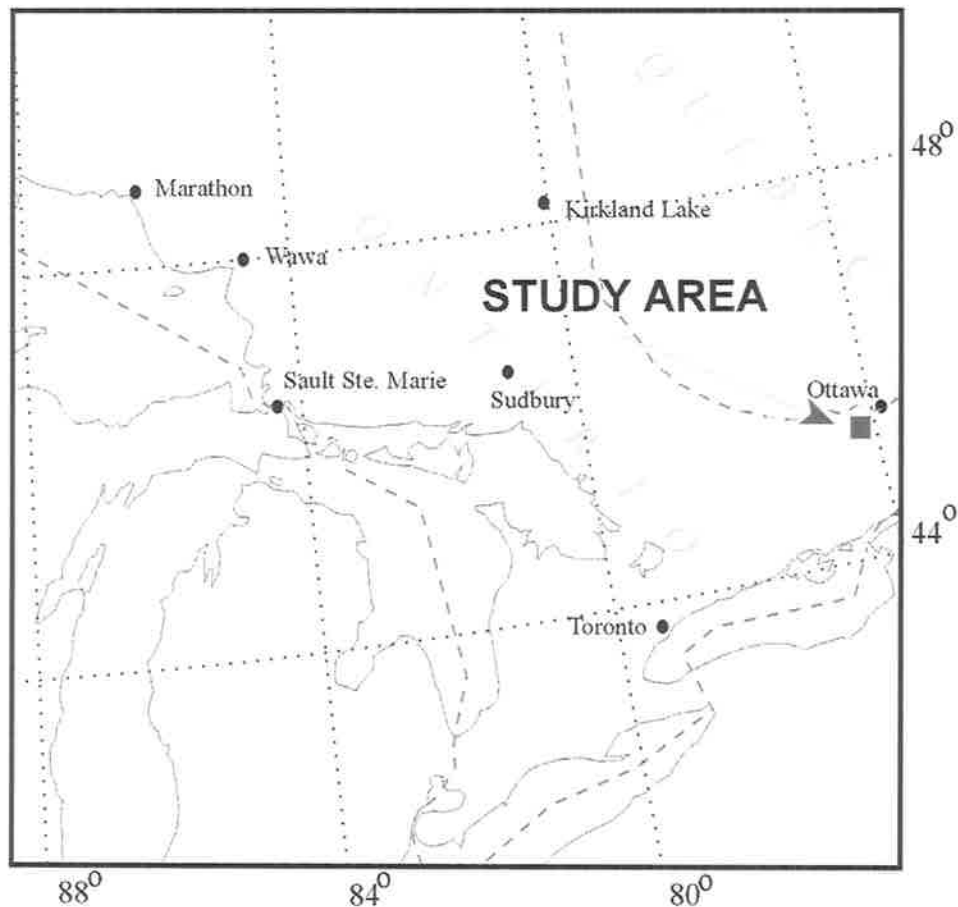 48°
Marathon
Kirkland Lake
Wawa
STUDY AREA
Sault Ste. Marie
Sudbury
Ottawa
44°
Toronto
88°
84°
80°